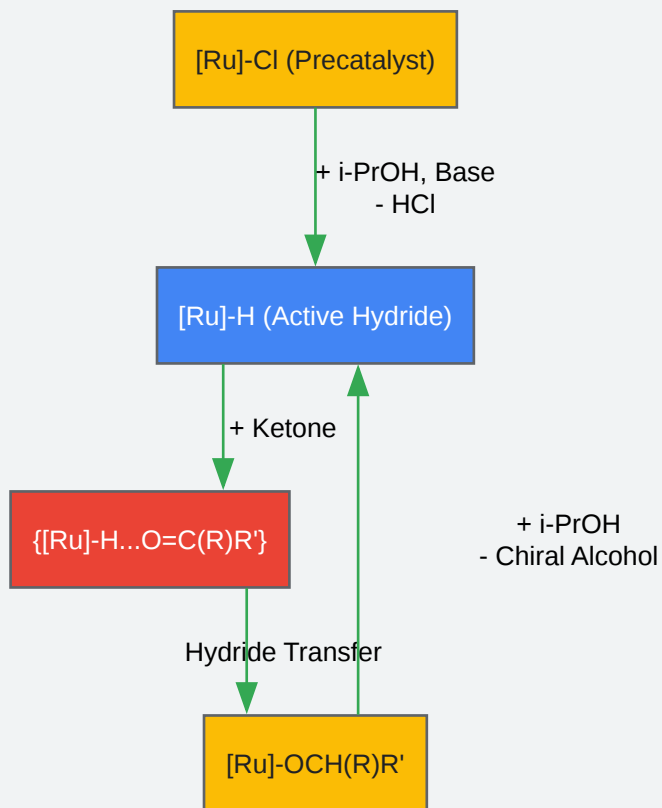 [Ru]-Cl (Precatalyst)
+ i-PrOH, Base
- HCl
[Ru]-H (Active Hydride)
+ Ketone
+ i-PrOH
- Chiral Alcohol
{[Ru]-H...O=C(R)R'}
Hydride Transfer
[Ru]-OCH(R)R'